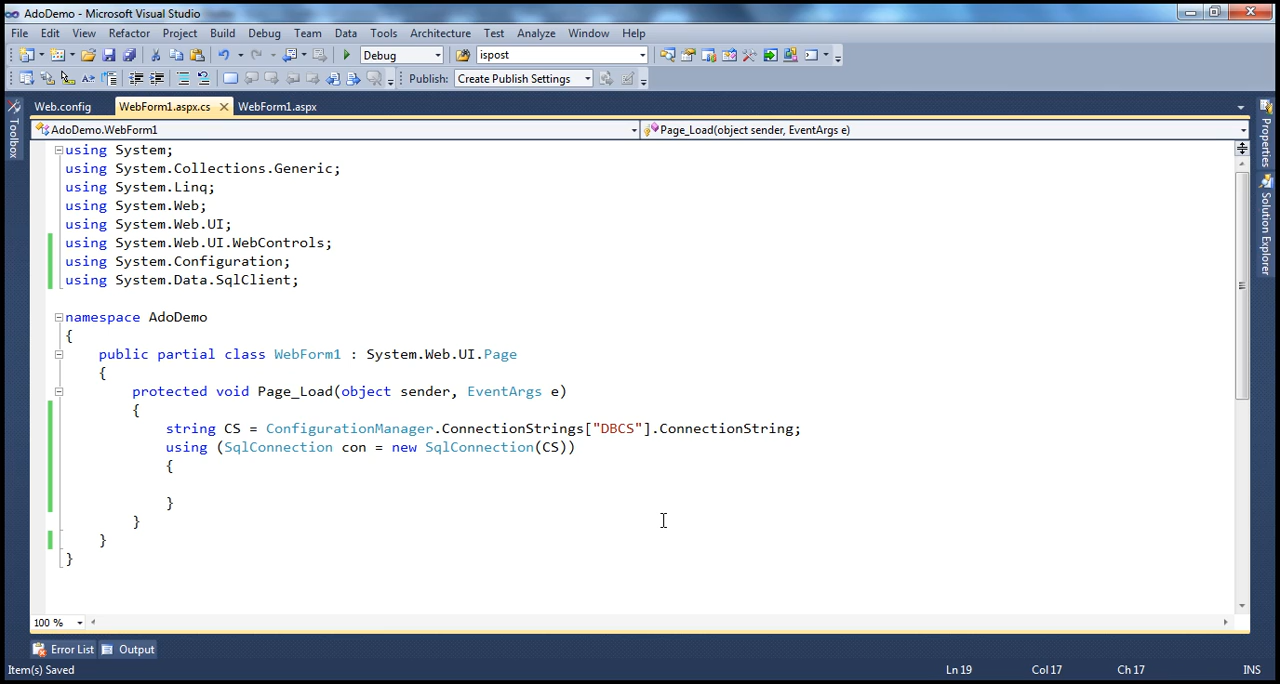 AdoDemo - Microsoft Visual Studio
File Edit View Refactor Project Build Debug Team Data Tools Architecture Test Analyze Window Help
Debug ispost
Publish: Create Publish Settings
Web.config WebForm1.aspx.cs WebForm1.aspx
AdoDemo.WebForm1 Page_Load(object sender, EventArgs e)
Toolbox
Properties
Solution Explorer
using System;
using System.Collections.Generic;
using System.Linq;
using System.Web;
using System.Web.UI;
using System.Web.UI.WebControls;
using System.Configuration;
using System.Data.SqlClient;
namespace AdoDemo
{
public partial class WebForm1 : System.Web.UI.Page
{
protected void Page_Load(object sender, EventArgs e)
{
string CS = ConfigurationManager.ConnectionStrings["DBCS"].ConnectionString;
using (SqlConnection con = new SqlConnection(CS))
{
}
}
}
}
100 %
Error List Output
Item(s) Saved Ln 19 Col 17 Ch 17 INS